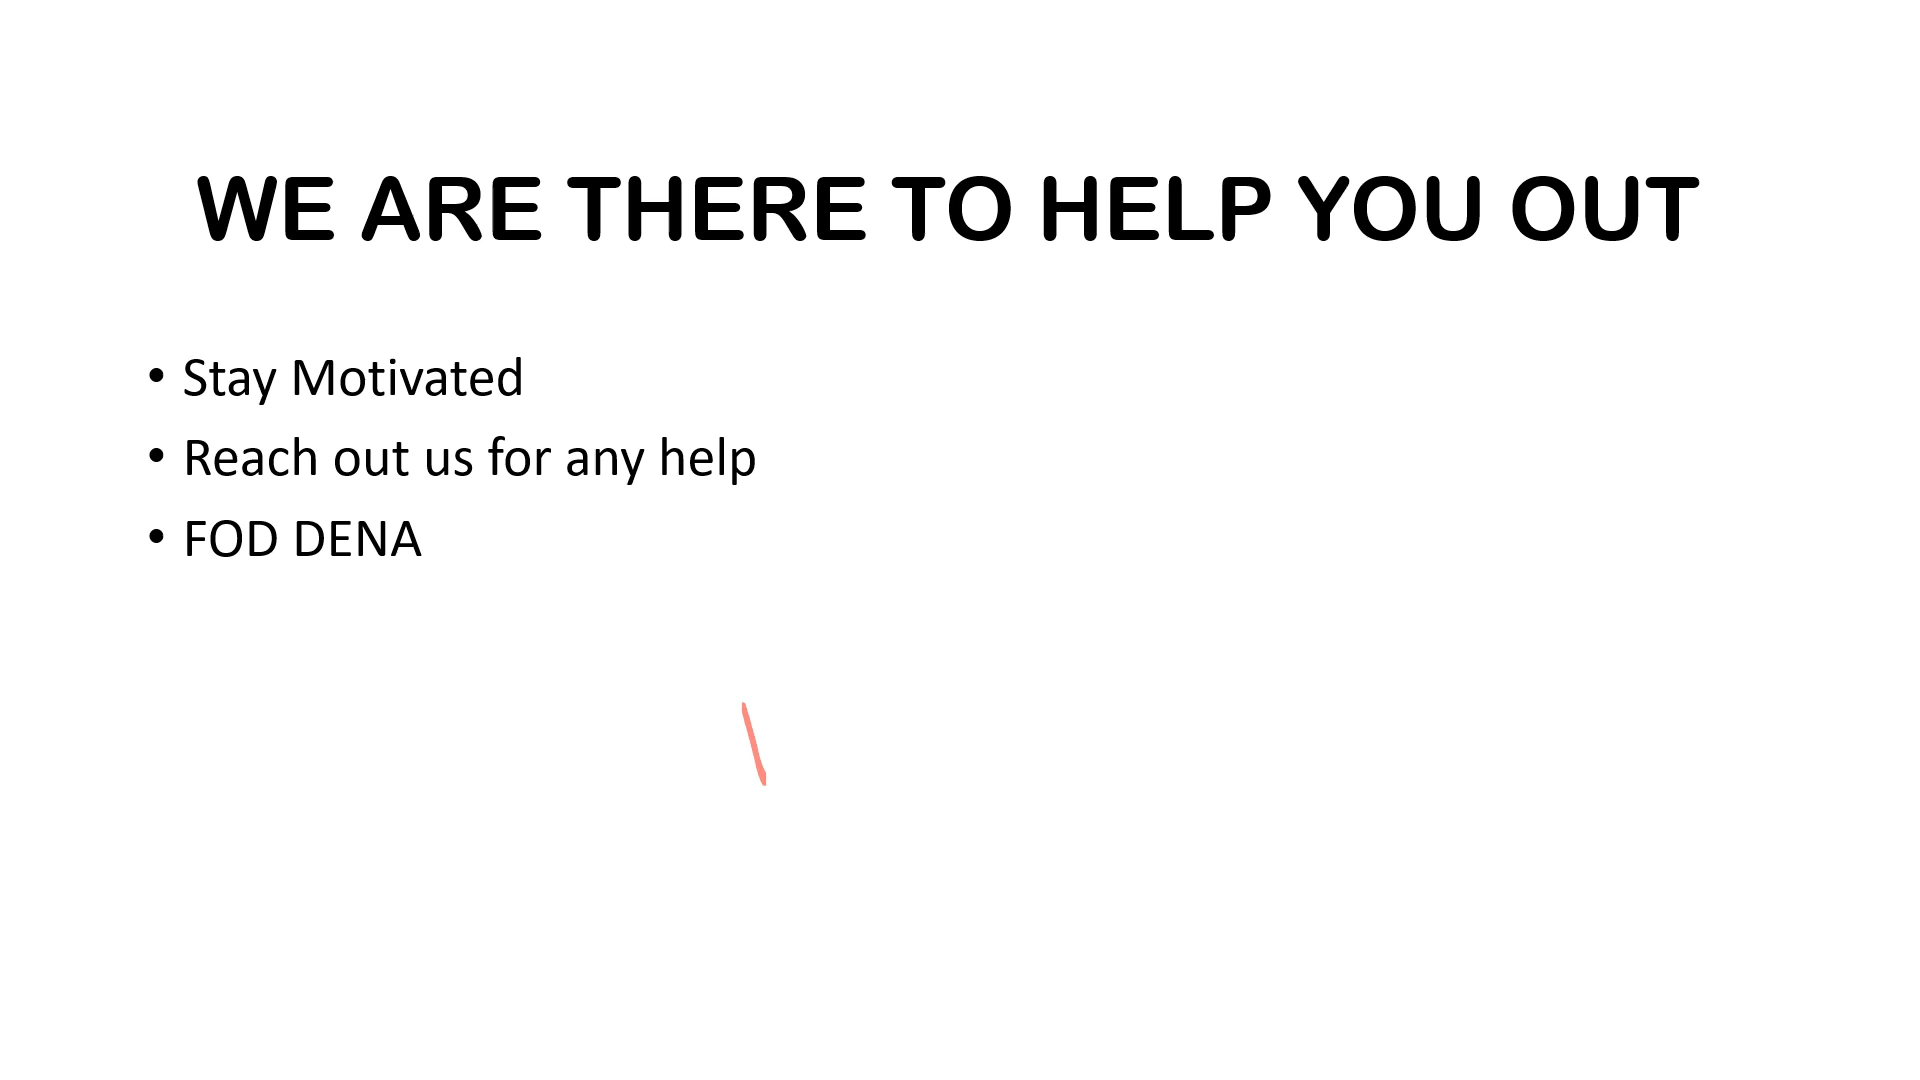 WE ARE THERE TO HELP YOU OUT
• Stay Motivated
• Reach out us for any help
• FOD DENA